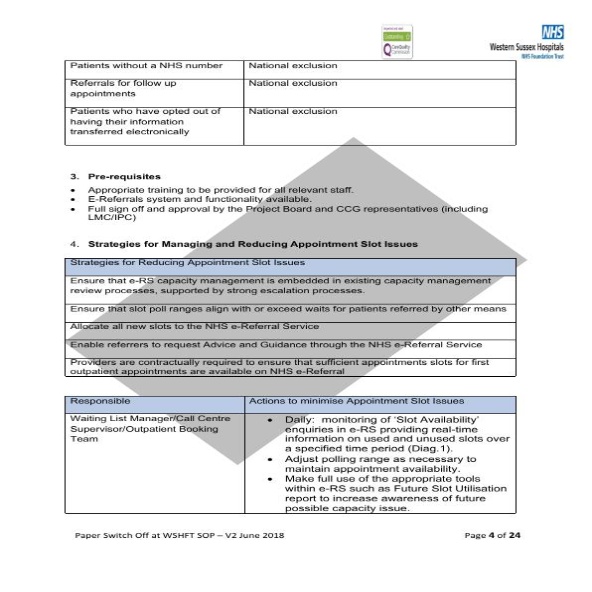 NHS
Western Sussex Hospitals
NHS Foundation Trust
CareQuality
Commission
Patients without a NHS number National exclusion
Referrals for follow up National exclusion
appointments
Patients who have opted out of National exclusion
having their information
transferred electronically
3. Pre-requisites
• Appropriate training to be provided for all relevant staff.
• E-Referrals system and functionality available.
• Full sign off and approval by the Project Board and CCG representatives (including
LMC/IPC)
4. Strategies for Managing and Reducing Appointment Slot Issues
Strategies for Reducing Appointment Slot Issues
Ensure that e-RS capacity management is embedded in existing capacity management
review processes, supported by strong escalation processes.
Ensure that slot poll ranges align with or exceed waits for patients referred by other means
Allocate all new slots to the NHS e-Referral Service
Enable referrers to request Advice and Guidance through the NHS e-Referral Service
Providers are contractually required to ensure that sufficient appointments slots for first
outpatient appointments are available on NHS e-Referral
Responsible Actions to minimise Appointment Slot Issues
Waiting List Manager/Call Centre • Daily: monitoring of ‘Slot Availability’
Supervisor/Outpatient Booking enquiries in e-RS providing real-time
Team information on used and unused slots over
a specified time period (Diag.1).
• Adjust polling range as necessary to
maintain appointment availability.
• Make full use of the appropriate tools
within e-RS such as Future Slot Utilisation
report to increase awareness of future
possible capacity issue.
Paper Switch Off at WSHFT SOP – V2 June 2018 Page 4 of 24